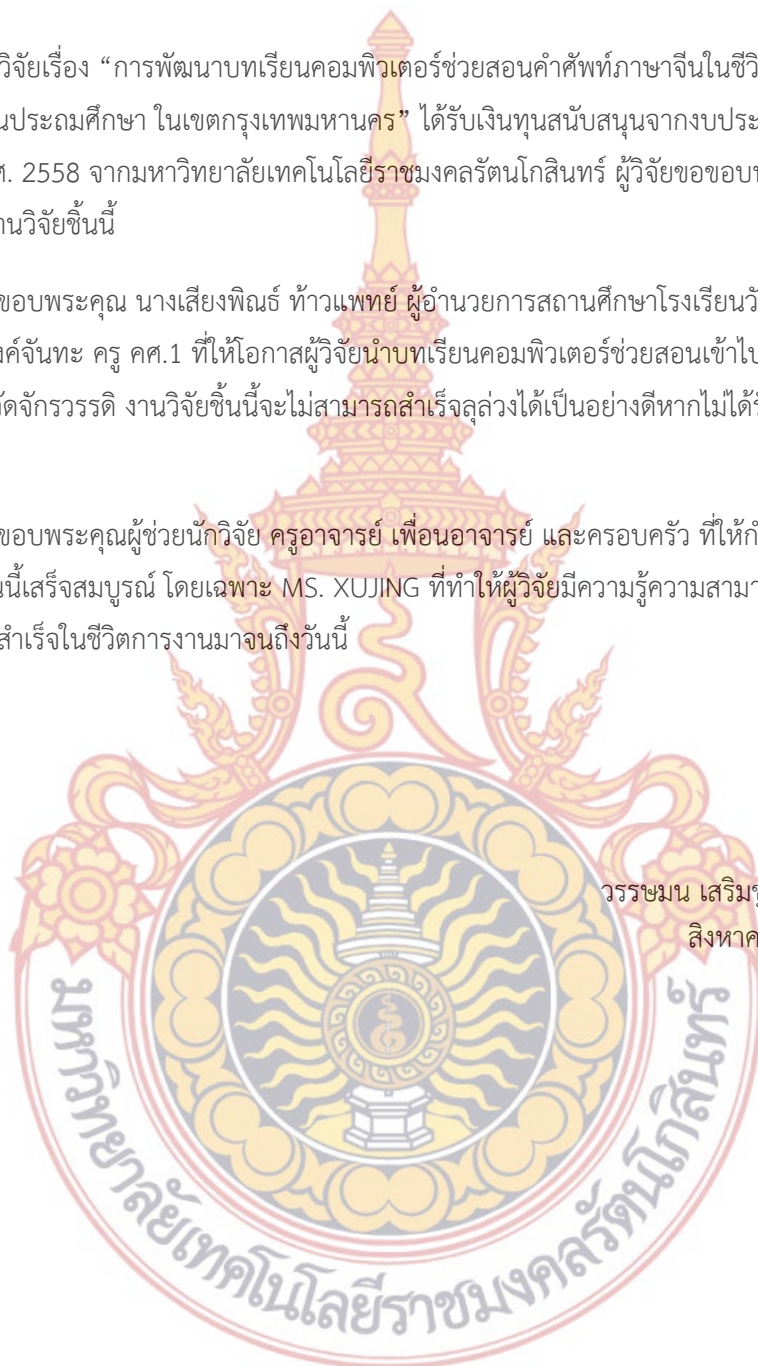 วิจัยเรื่อง “การพัฒนาบทเรียนคอมพิวเตอร์ช่วยสอนคำศัพท์ภาษาจีนในชีวิ
นประถมศึกษา ในเขตกรุงเทพมหานคร” ได้รับเงินทุนสนับสนุนจากงบประ
ศ. 2558 จากมหาวิทยาลัยเทคโนโลยีราชมงคลรัตนโกสินทร์ ผู้วิจัยขอขอบ
านวิจัยชิ้นนี้
ขอบพระคุณ นางเสียงพิณธ์ ท้าวแพทย์ ผู้อำนวยการสถานศึกษาโรงเรียนวั
งค์จันทะ ครู คศ.1 ที่ให้โอกาสผู้วิจัยนำบทเรียนคอมพิวเตอร์ช่วยสอนเข้าไป
วัดจักรวรรดิ งานวิจัยชิ้นนี้จะไม่สามารถสำเร็จลุล่วงได้เป็นอย่างดีหากไม่ได้รั
ขอบพระคุณผู้ช่วยนักวิจัย ครูอาจารย์ เพื่อนอาจารย์ และครอบครัว ที่ให้กำ
นนี้เสร็จสมบูรณ์ โดยเฉพาะ MS. XUJING ที่ทำให้ผู้วิจัยมีความรู้ความสามา
สำเร็จในชีวิตการงานมาจนถึงวันนี้
วรรษมน เสริม
สิงหาค
มหาวิทยาลัยเทคโนโลยีราชมงคลรัตนโกสินทร์